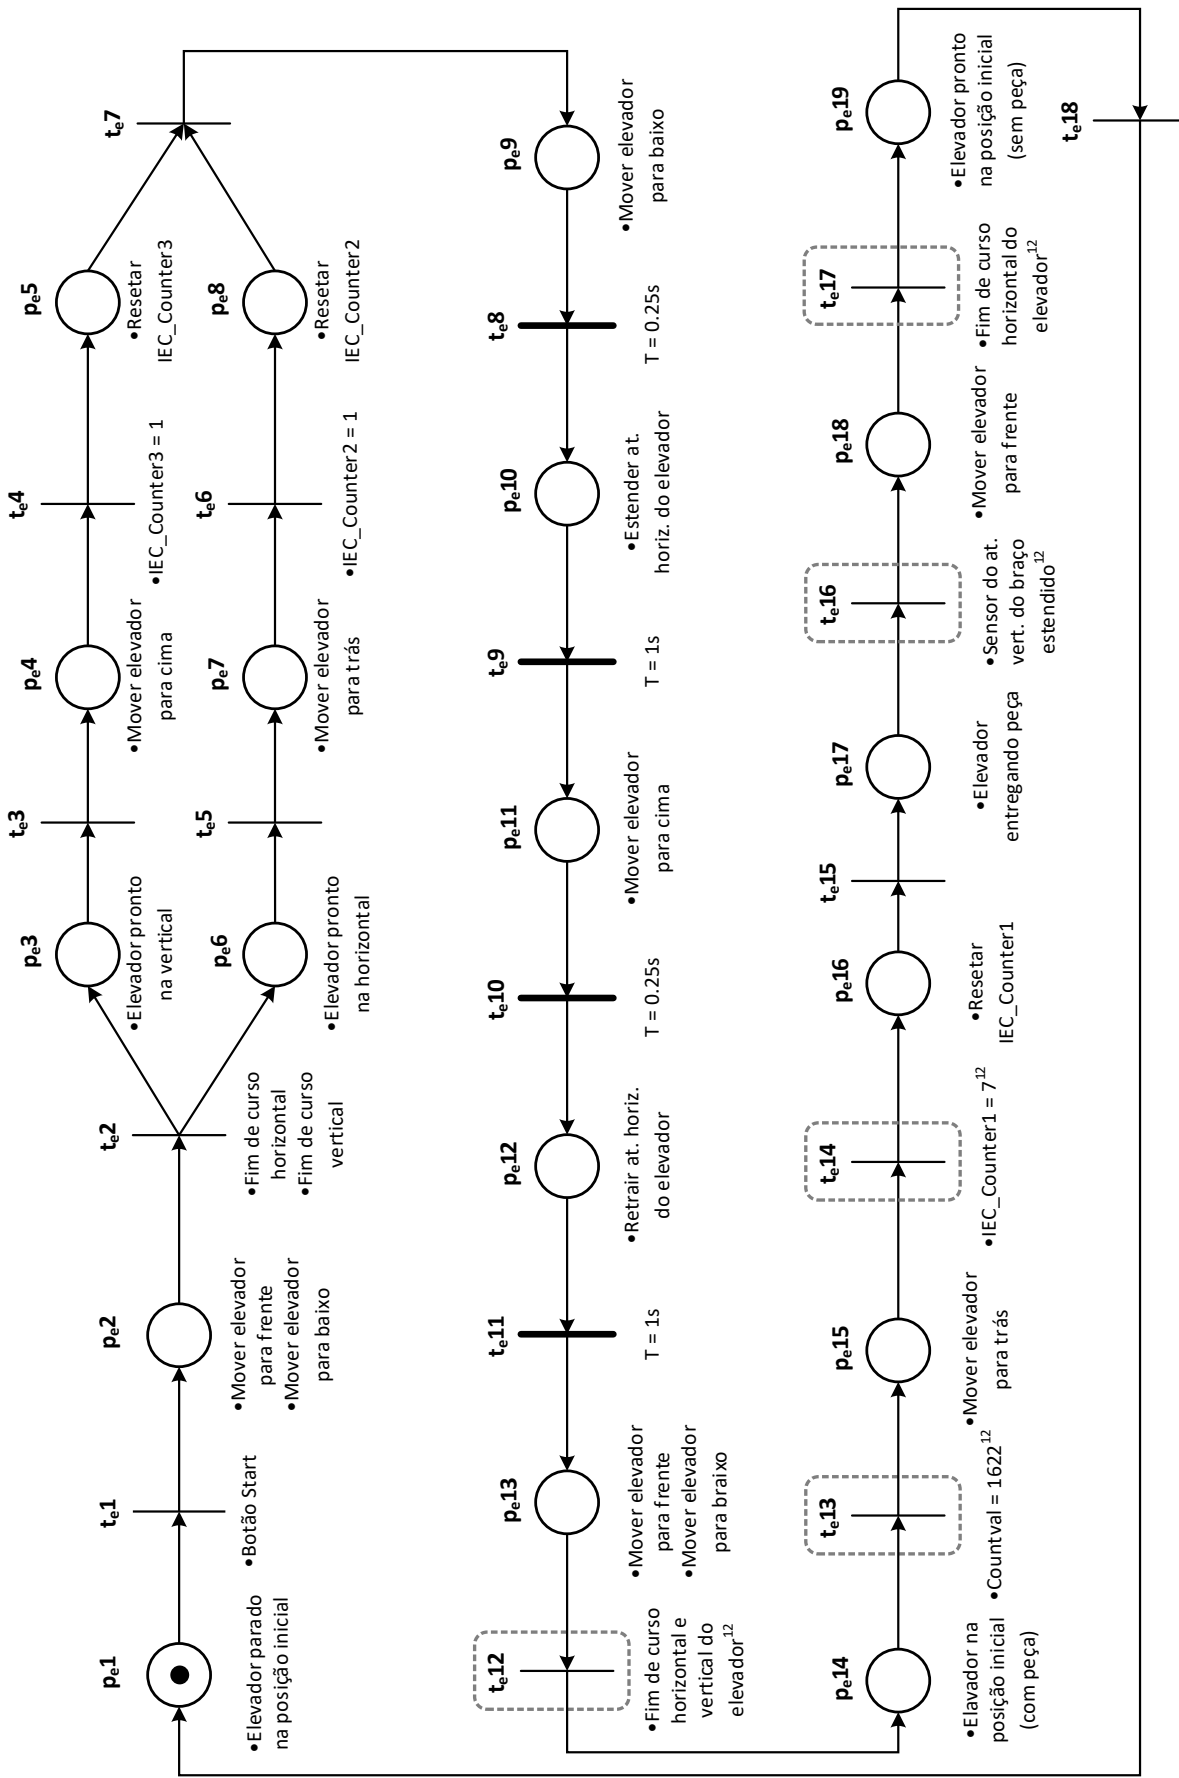 pe1
•Elevador parado
na posição inicial
te1
•Botão Start
pe2
•Mover elevador
para frente
•Mover elevador
para baixo
te2
•Fim de curso
horizontal
•Fim de curso
vertical
pe3
•Elevador pronto
na vertical
te3
pe4
•Mover elevador
para cima
te4
•IEC_Counter3 = 1
pe5
•Resetar
IEC_Counter3
pe6
•Elevador pronto
na horizontal
te5
pe7
•Mover elevador
para trás
te6
•IEC_Counter2 = 1
pe8
•Resetar
IEC_Counter2
te7
pe9
•Mover elevador
para baixo
te8
T = 0.25s
pe10
•Estender at.
horiz. do elevador
te9
T = 1s
pe11
•Mover elevador
para cima
te10
T = 0.25s
pe12
•Retrair at. horiz.
do elevador
te11
T = 1s
pe13
•Mover elevador
para frente
•Mover elevador
para braixo
te12
•Fim de curso
horizontal e
vertical do
elevador12
pe14
•Elavador na
posição inicial
(com peça)
te13
•Countval = 162212
pe15
•Mover elevador
para trás
te14
•IEC_Counter1 = 712
pe16
•Resetar
IEC_Counter1
te15
pe17
•Elevador
entregando peça
te16
•Sensor do at.
vert. do braço
estendido12
pe18
•Mover elevador
para frente
te17
•Fim de curso
horizontal do
elevador12
pe19
•Elevador pronto
na posição inicial
(sem peça)
te18